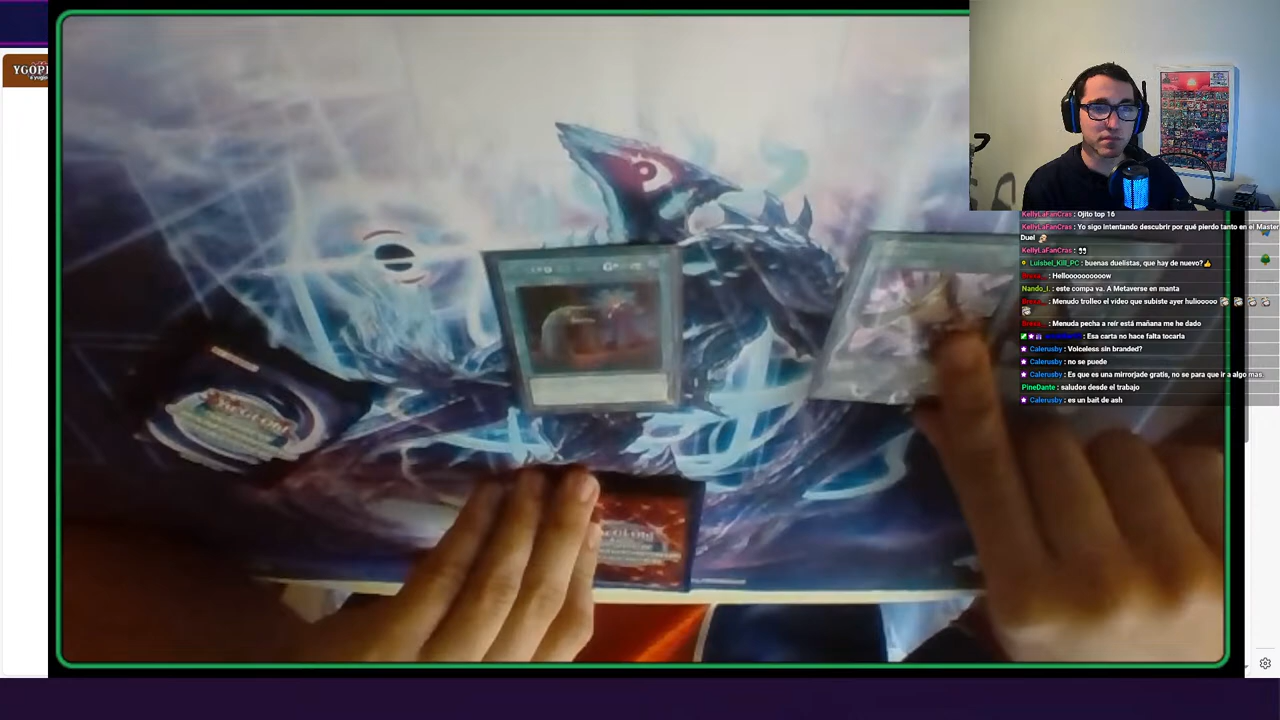 YGOP
KellyLaFanCras : Ojito top 16
KellyLaFanCras : Yo sigo intentando descubrir por qué pierdo tanto en el Master
Duel
KellyLaFanCras :
Luisbel_Kill_PC : buenas duelistas, que hay de nuevo?
: Helloooooooooow
Nando_I. : este compa va. A Metaverse en manta
: Menudo trolleo el video que subiste ayer hulioooooo
: Menuda pecha a reir está mañana me he dado
: Esa carta no hace falta tocarla
Calerusby : Voiceless sin branded?
Calerusby : no se puede
Calerusby : Es que es una mirrorjade gratis, no se para que ir a algo mas.
PineDante : saludos desde el trabajo
Calerusby : es un bait de ash